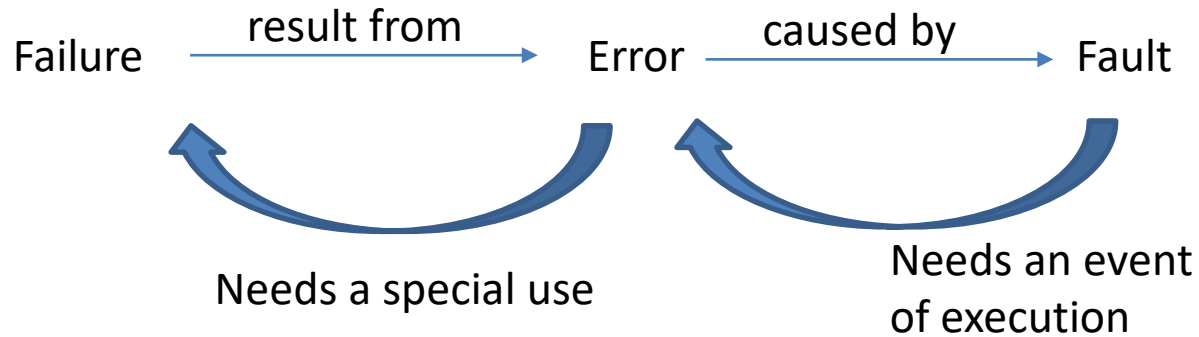 result from
caused by
Failure
Error
Fault
Needs a special use
Needs an event
of execution